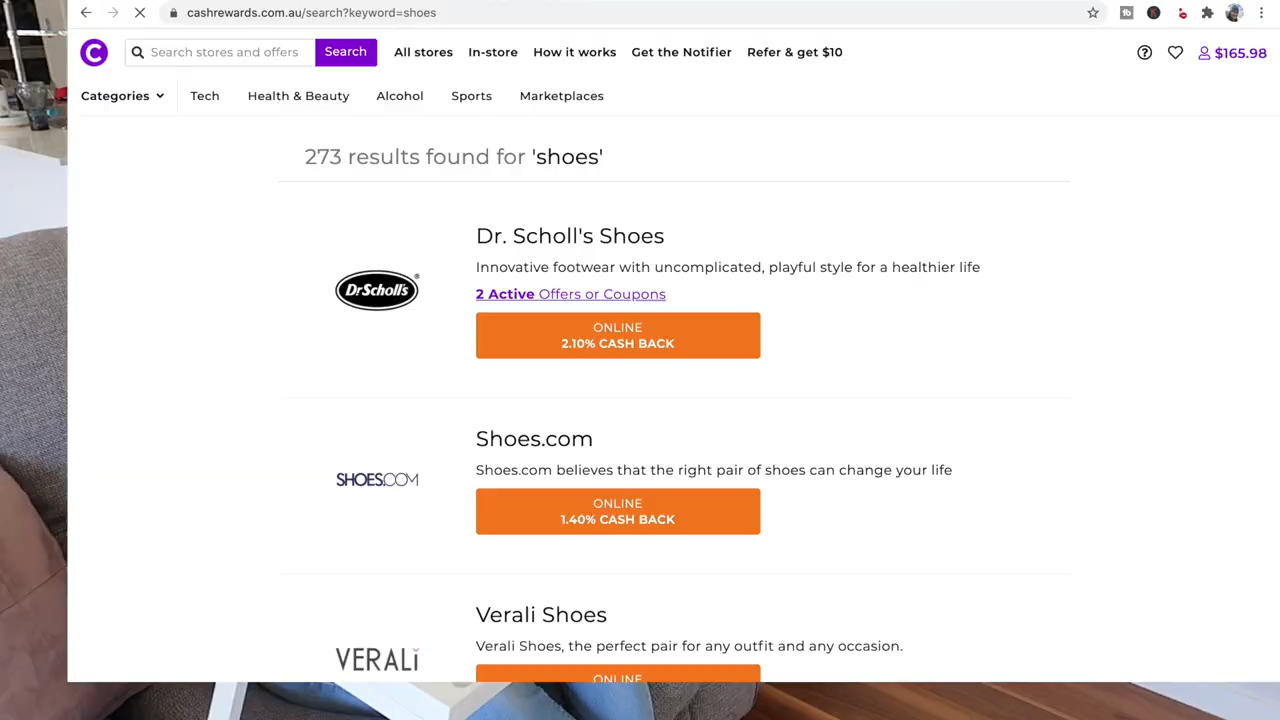 cashrewards.com.au/search?keyword=shoes
C Search stores and offers Search All stores In-store How it works Get the Notifier Refer & get $10 $165.98
Categories Tech Health & Beauty Alcohol Sports Marketplaces
273 results found for 'shoes'
Dr. Scholl's Shoes
Innovative footwear with uncomplicated, playful style for a healthier life
Dr Scholl's®
2 Active Offers or Coupons
ONLINE
2.10% CASH BACK
Shoes.com
Shoes.com believes that the right pair of shoes can change your life
SHOES.COM
ONLINE
1.40% CASH BACK
Verali Shoes
Verali Shoes, the perfect pair for any outfit and any occasion.
VERALi
ONLINE